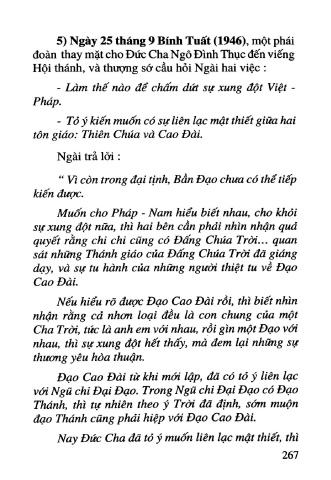 5) Ngày 25 tháng 9 Bính Tuất (1946), một phái
đoàn thay mặt cho Đức Cha Ngô Đình Thục đến viếng
Hội thánh, và thượng sớ cầu hỏi Ngài hai việc :
- Làm thế nào để chấm dứt sự xung đột Việt -
Pháp.
- Tỏ ý kiến muốn có sự liên lạc mật thiết giữa hai
tôn giáo: Thiên Chúa và Cao Đài.
Ngài trả lời :
" Vì còn trong đại tịnh, Bần Đạo chưa có thể tiếp
kiến được.
Muốn cho Pháp - Nam hiểu biết nhau, cho khỏi
sự xung đột nữa, thì hai bên cần phải nhìn nhận quả
quyết rằng chi chi cũng có Đấng Chúa Trời... quan
sát những Thánh giáo của Đấng Chúa Trời đã giáng
dạy, và sự tu hành của những người thiệt tu về Đạo
Cao Đài.
Nếu hiểu rõ được Đạo Cao Đài rồi, thì biết nhìn
nhận rằng cả nhơn loại đều là con chung của một
Cha Trời, tức là anh em với nhau, rồi gìn một Đạo với
nhau, thì sự xung đột hết thảy, mà đem lại những sự
thương yêu hòa thuận.
Đạo Cao Đài từ khi mới lập, đã có tỏ ý liên lạc
với Ngũ chi Đại Đạo. Trong Ngũ chi Đại Đạo có Đạo
Thánh, thì tự nhiên theo ý Trời đã định, sớm muộn
đạo Thánh cũng phải hiệp với Đạo Cao Đài.
Nay Đức Cha đã tỏ ý muốn liên lạc mật thiết, thì
267